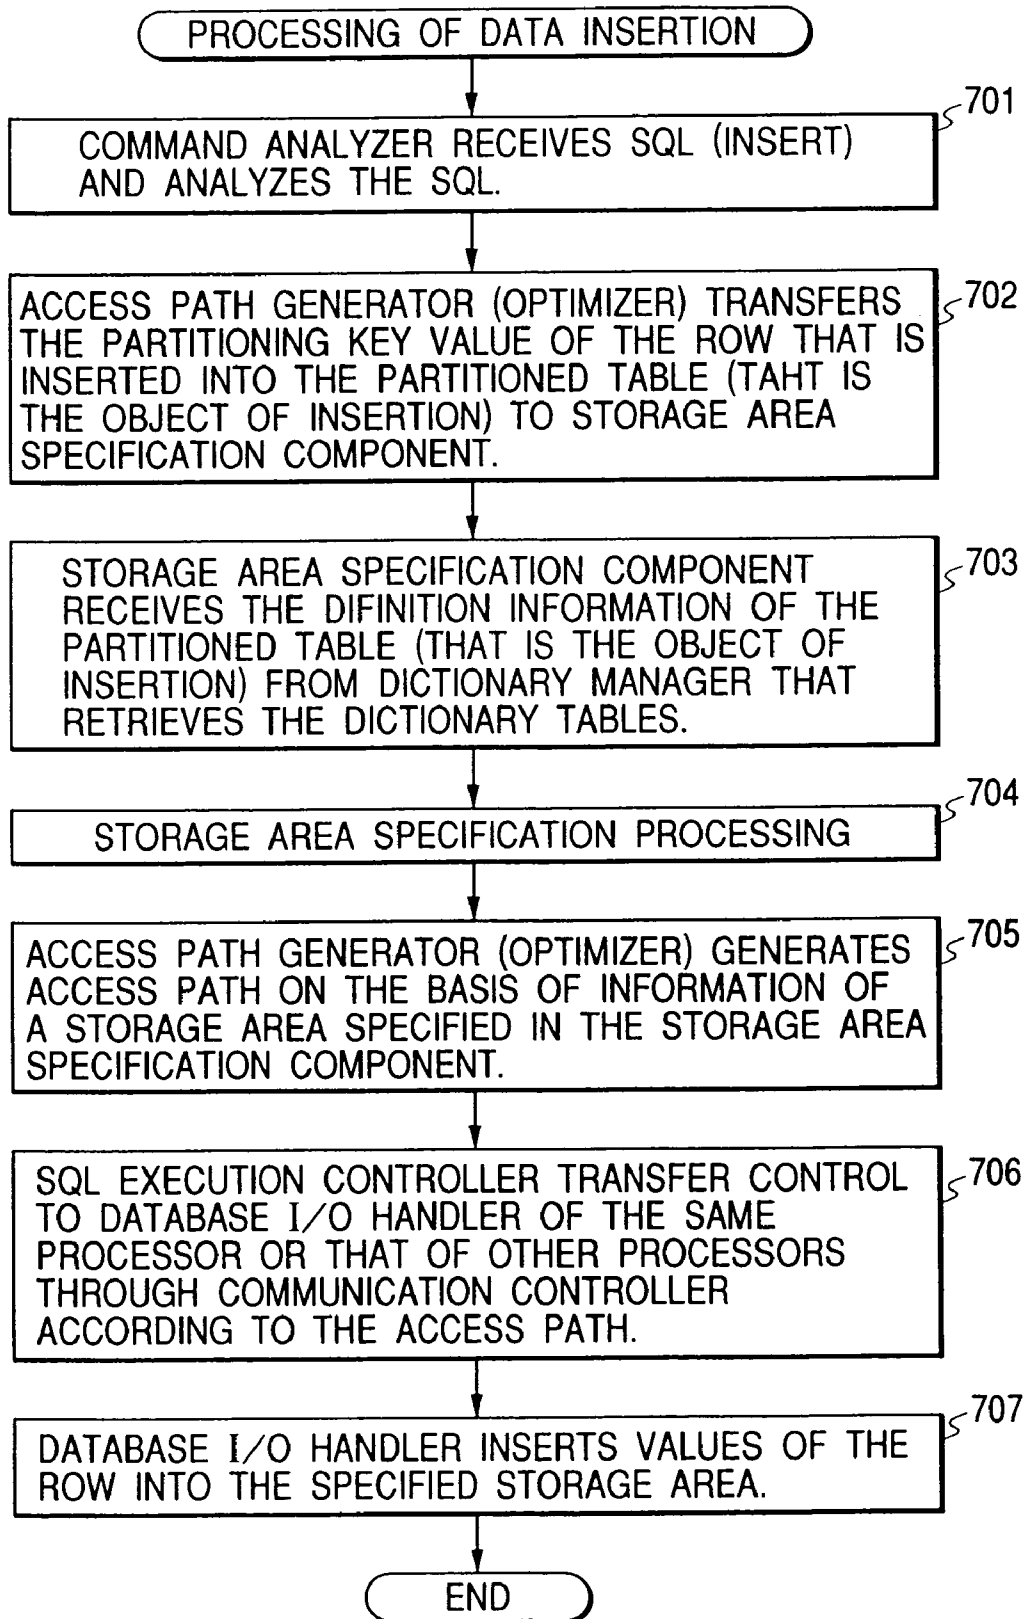 PROCESSING OF DATA INSERTION
701
COMMAND ANALYZER RECEIVES SQL (INSERT)
AND ANALYZES THE SQL.
702
ACCESS PATH GENERATOR (OPTIMIZER) TRANSFERS
THE PARTITIONING KEY VALUE OF THE ROW THAT IS
INSERTED INTO THE PARTITIONED TABLE (TAHT IS
THE OBJECT OF INSERTION) TO STORAGE AREA
SPECIFICATION COMPONENT.
703
STORAGE AREA SPECIFICATION COMPONENT
RECEIVES THE DIFINITION INFORMATION OF THE
PARTITIONED TABLE (THAT IS THE OBJECT OF
INSERTION) FROM DICTIONARY MANAGER THAT
RETRIEVES THE DICTIONARY TABLES.
704
STORAGE AREA SPECIFICATION PROCESSING
705
ACCESS PATH GENERATOR (OPTIMIZER) GENERATES
ACCESS PATH ON THE BASIS OF INFORMATION OF
A STORAGE AREA SPECIFIED IN THE STORAGE AREA
SPECIFICATION COMPONENT.
706
SQL EXECUTION CONTROLLER TRANSFER CONTROL
TO DATABASE I/O HANDLER OF THE SAME
PROCESSOR OR THAT OF OTHER PROCESSORS
THROUGH COMMUNICATION CONTROLLER
ACCORDING TO THE ACCESS PATH.
707
DATABASE I/O HANDLER INSERTS VALUES OF THE
ROW INTO THE SPECIFIED STORAGE AREA.
END